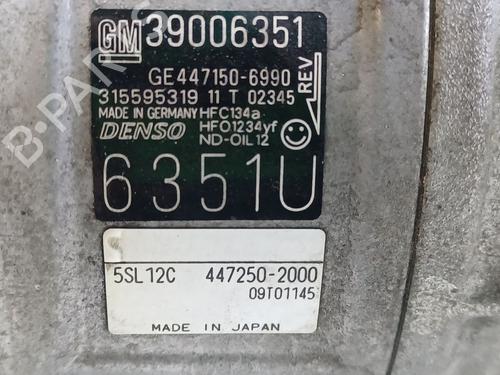 GM 39006351
GE447150-6990
315595319 11 T 02345
MADE IN GERMANY HFC134a
DENSO HFO1234yf
ND-OIL12
REV
6351U
5SL12C 447250-2000
09T01145
MADE IN JAPAN
B-PARTS